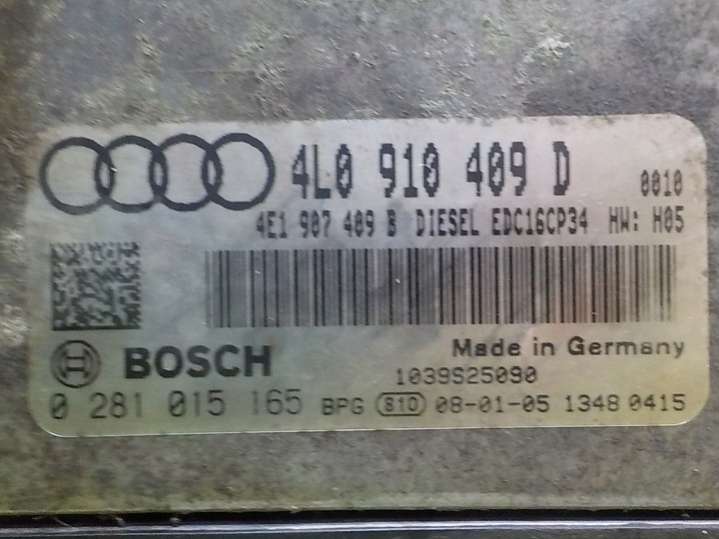 4L0 910 409 D 0010
4E1 907 409 B DIESEL EDC16CP34 HW: H05
BOSCH Made in Germany
1039S25090
0 281 015 165 BPG 810 08-01-05 1348 0415